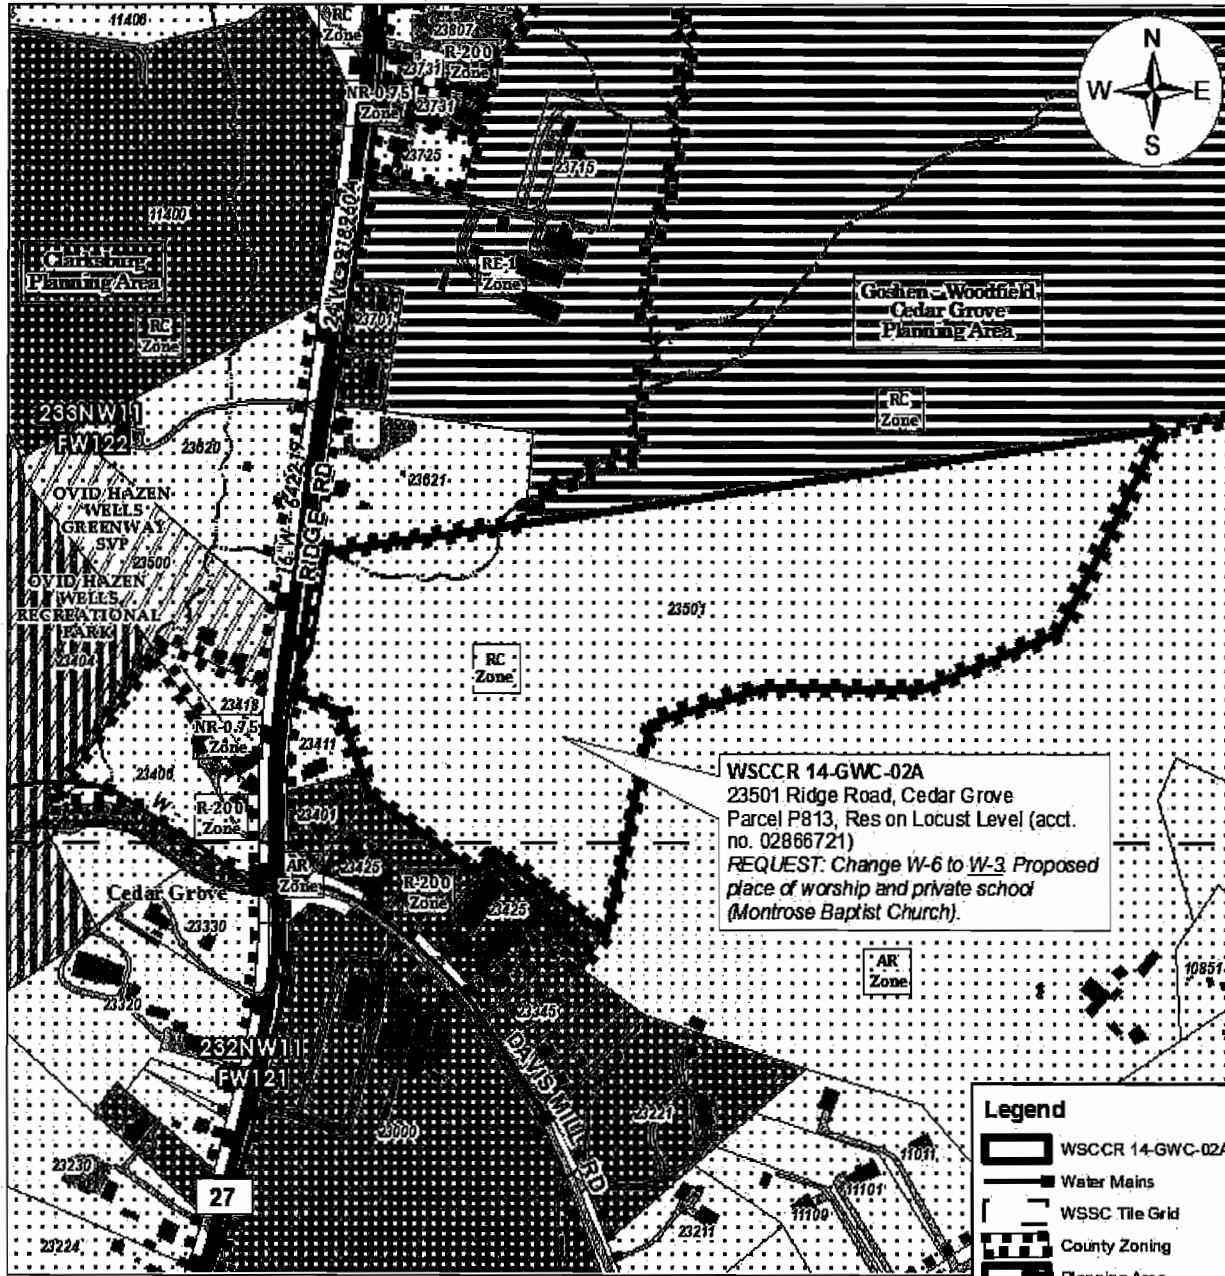 11406
RC
Zone
23807
R-200
Zone
23731
NR-0.75
Zone
23731
23725
23715
N
W
E
S
11400
Clarksburg
Planning Area
RC
Zone
RE-1
Zone
Goshen - Woodfield
Cedar Grove
Planning Area
23701
RC
Zone
233NW11
FW122
23620
23621
RIDGE RD
OVID HAZEN
WELLS
GREENWAY
SVP
23500
OVID HAZEN
WELLS
RECREATIONAL
PARK
23404
23501
RC
Zone
23418
NR-0.75
Zone
23411
23406
W
R-200
Zone
23401
AR
Zone
23425
R-200
Zone
23425
WSCCR 14-GWC-02A
23501 Ridge Road, Cedar Grove
Parcel P813, Res on Locust Level (acct.
no. 02866721)
REQUEST: Change W-6 to W-3. Proposed
place of worship and private school
(Montrose Baptist Church).
Cedar Grove
23330
AR
Zone
10851
23320
23345
232NW11
FW121
DAVIS MILL RD
23000
23221
23230
27
11011
11101
11109
23211
23224
Legend
WSCCR 14-GWC-02A
Water Mains
WSSC Tile Grid
County Zoning
Planning Area